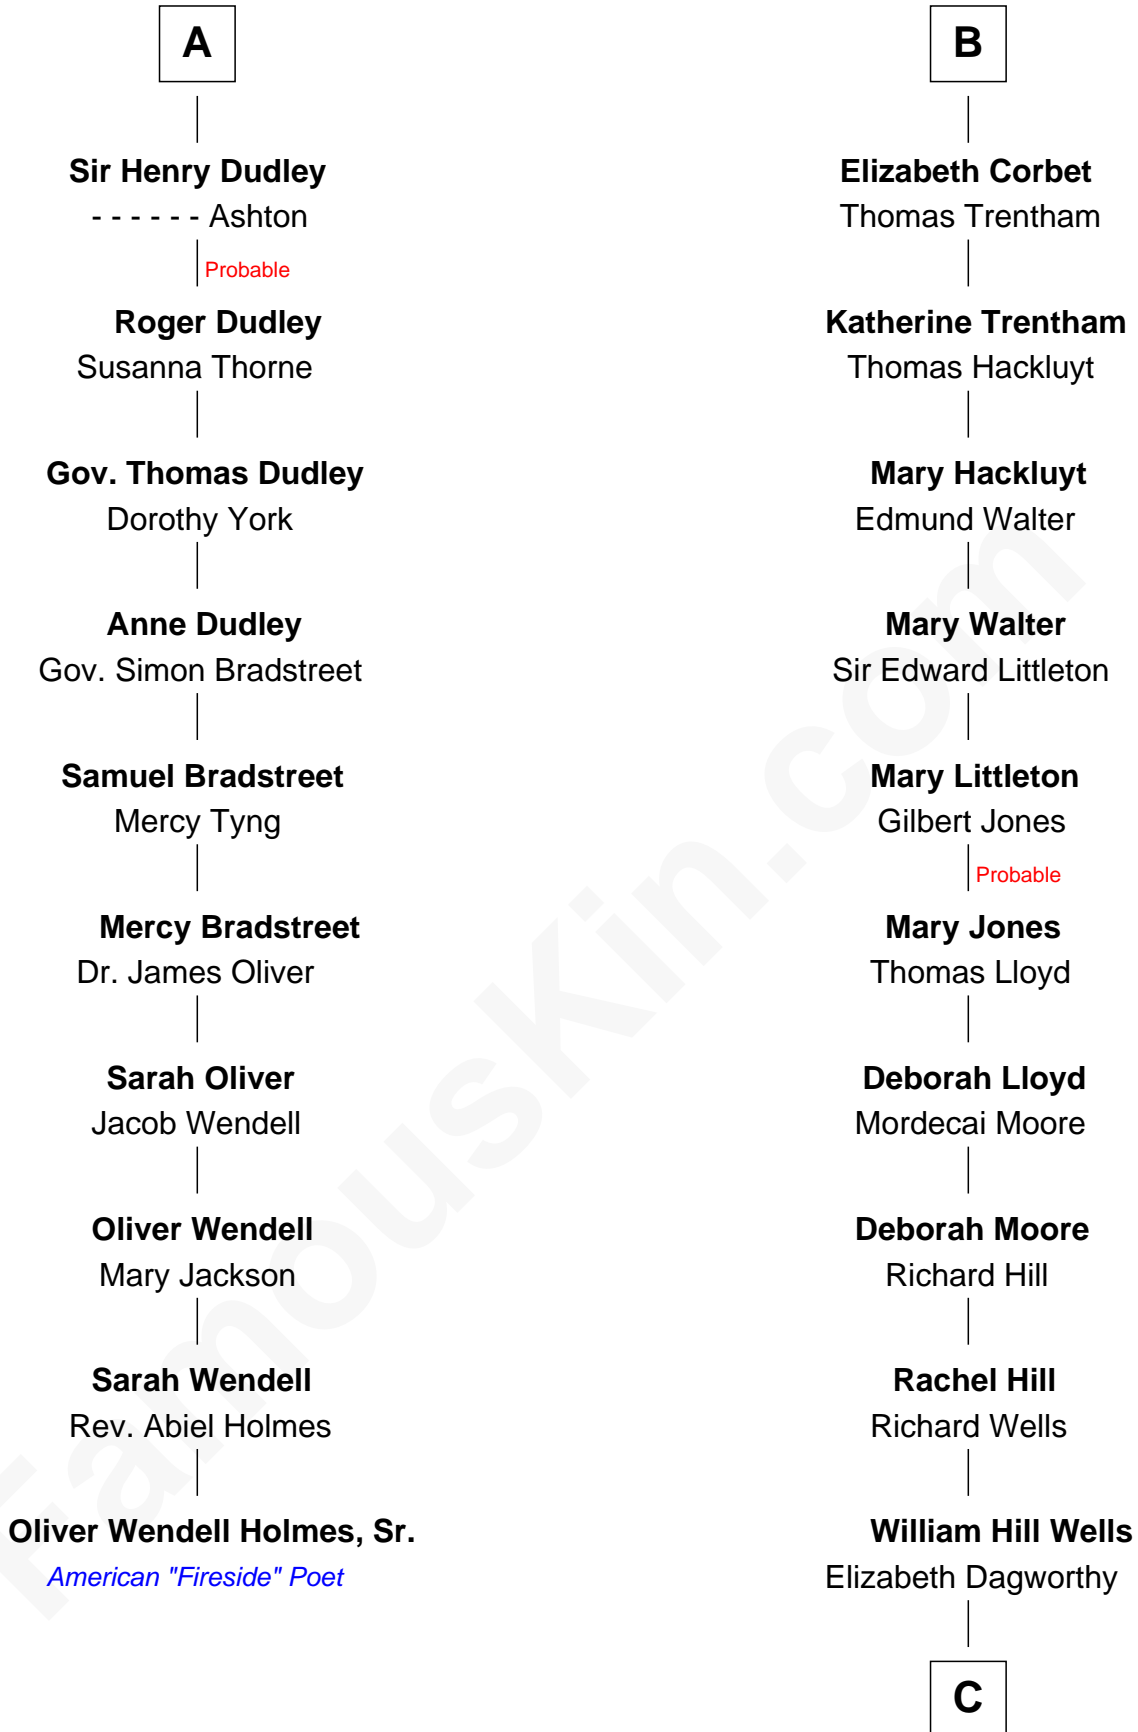 A
Sir Henry Dudley
- - - - - - Ashton
Probable
Roger Dudley
Susanna Thorne
Gov. Thomas Dudley
Dorothy York
Anne Dudley
Gov. Simon Bradstreet
Samuel Bradstreet
Mercy Tyng
Mercy Bradstreet
Dr. James Oliver
Sarah Oliver
Jacob Wendell
Oliver Wendell
Mary Jackson
Sarah Wendell
Rev. Abiel Holmes
Oliver Wendell Holmes, Sr.
American "Fireside" Poet
B
Elizabeth Corbet
Thomas Trentham
Katherine Trentham
Thomas Hackluyt
Mary Hackluyt
Edmund Walter
Mary Walter
Sir Edward Littleton
Mary Littleton
Gilbert Jones
Probable
Mary Jones
Thomas Lloyd
Deborah Lloyd
Mordecai Moore
Deborah Moore
Richard Hill
Rachel Hill
Richard Wells
William Hill Wells
Elizabeth Dagworthy
C
FamousKin.com